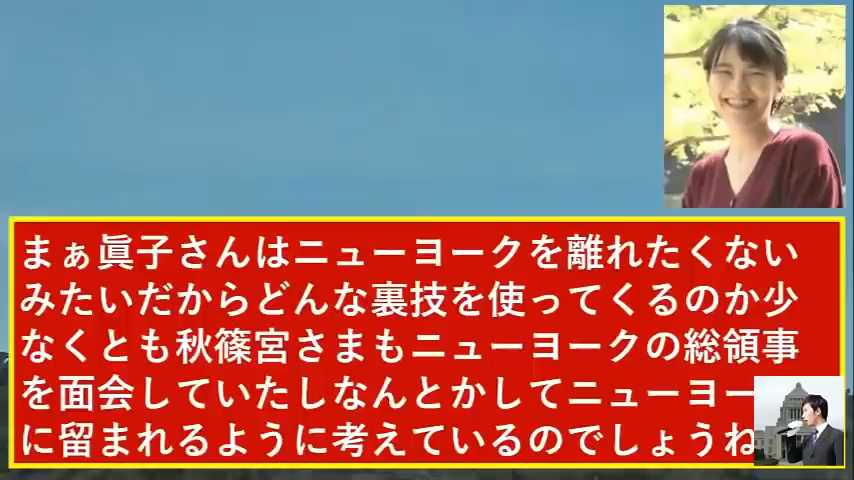 まぁ眞子さんはニューヨークを離れたくない
みたいだからどんな裏技を使ってくるのか少
なくとも秋篠宮さまもニューヨークの総領事
を面会していたしなんとかしてニューヨー
に留まれるように考えているのでしょうね